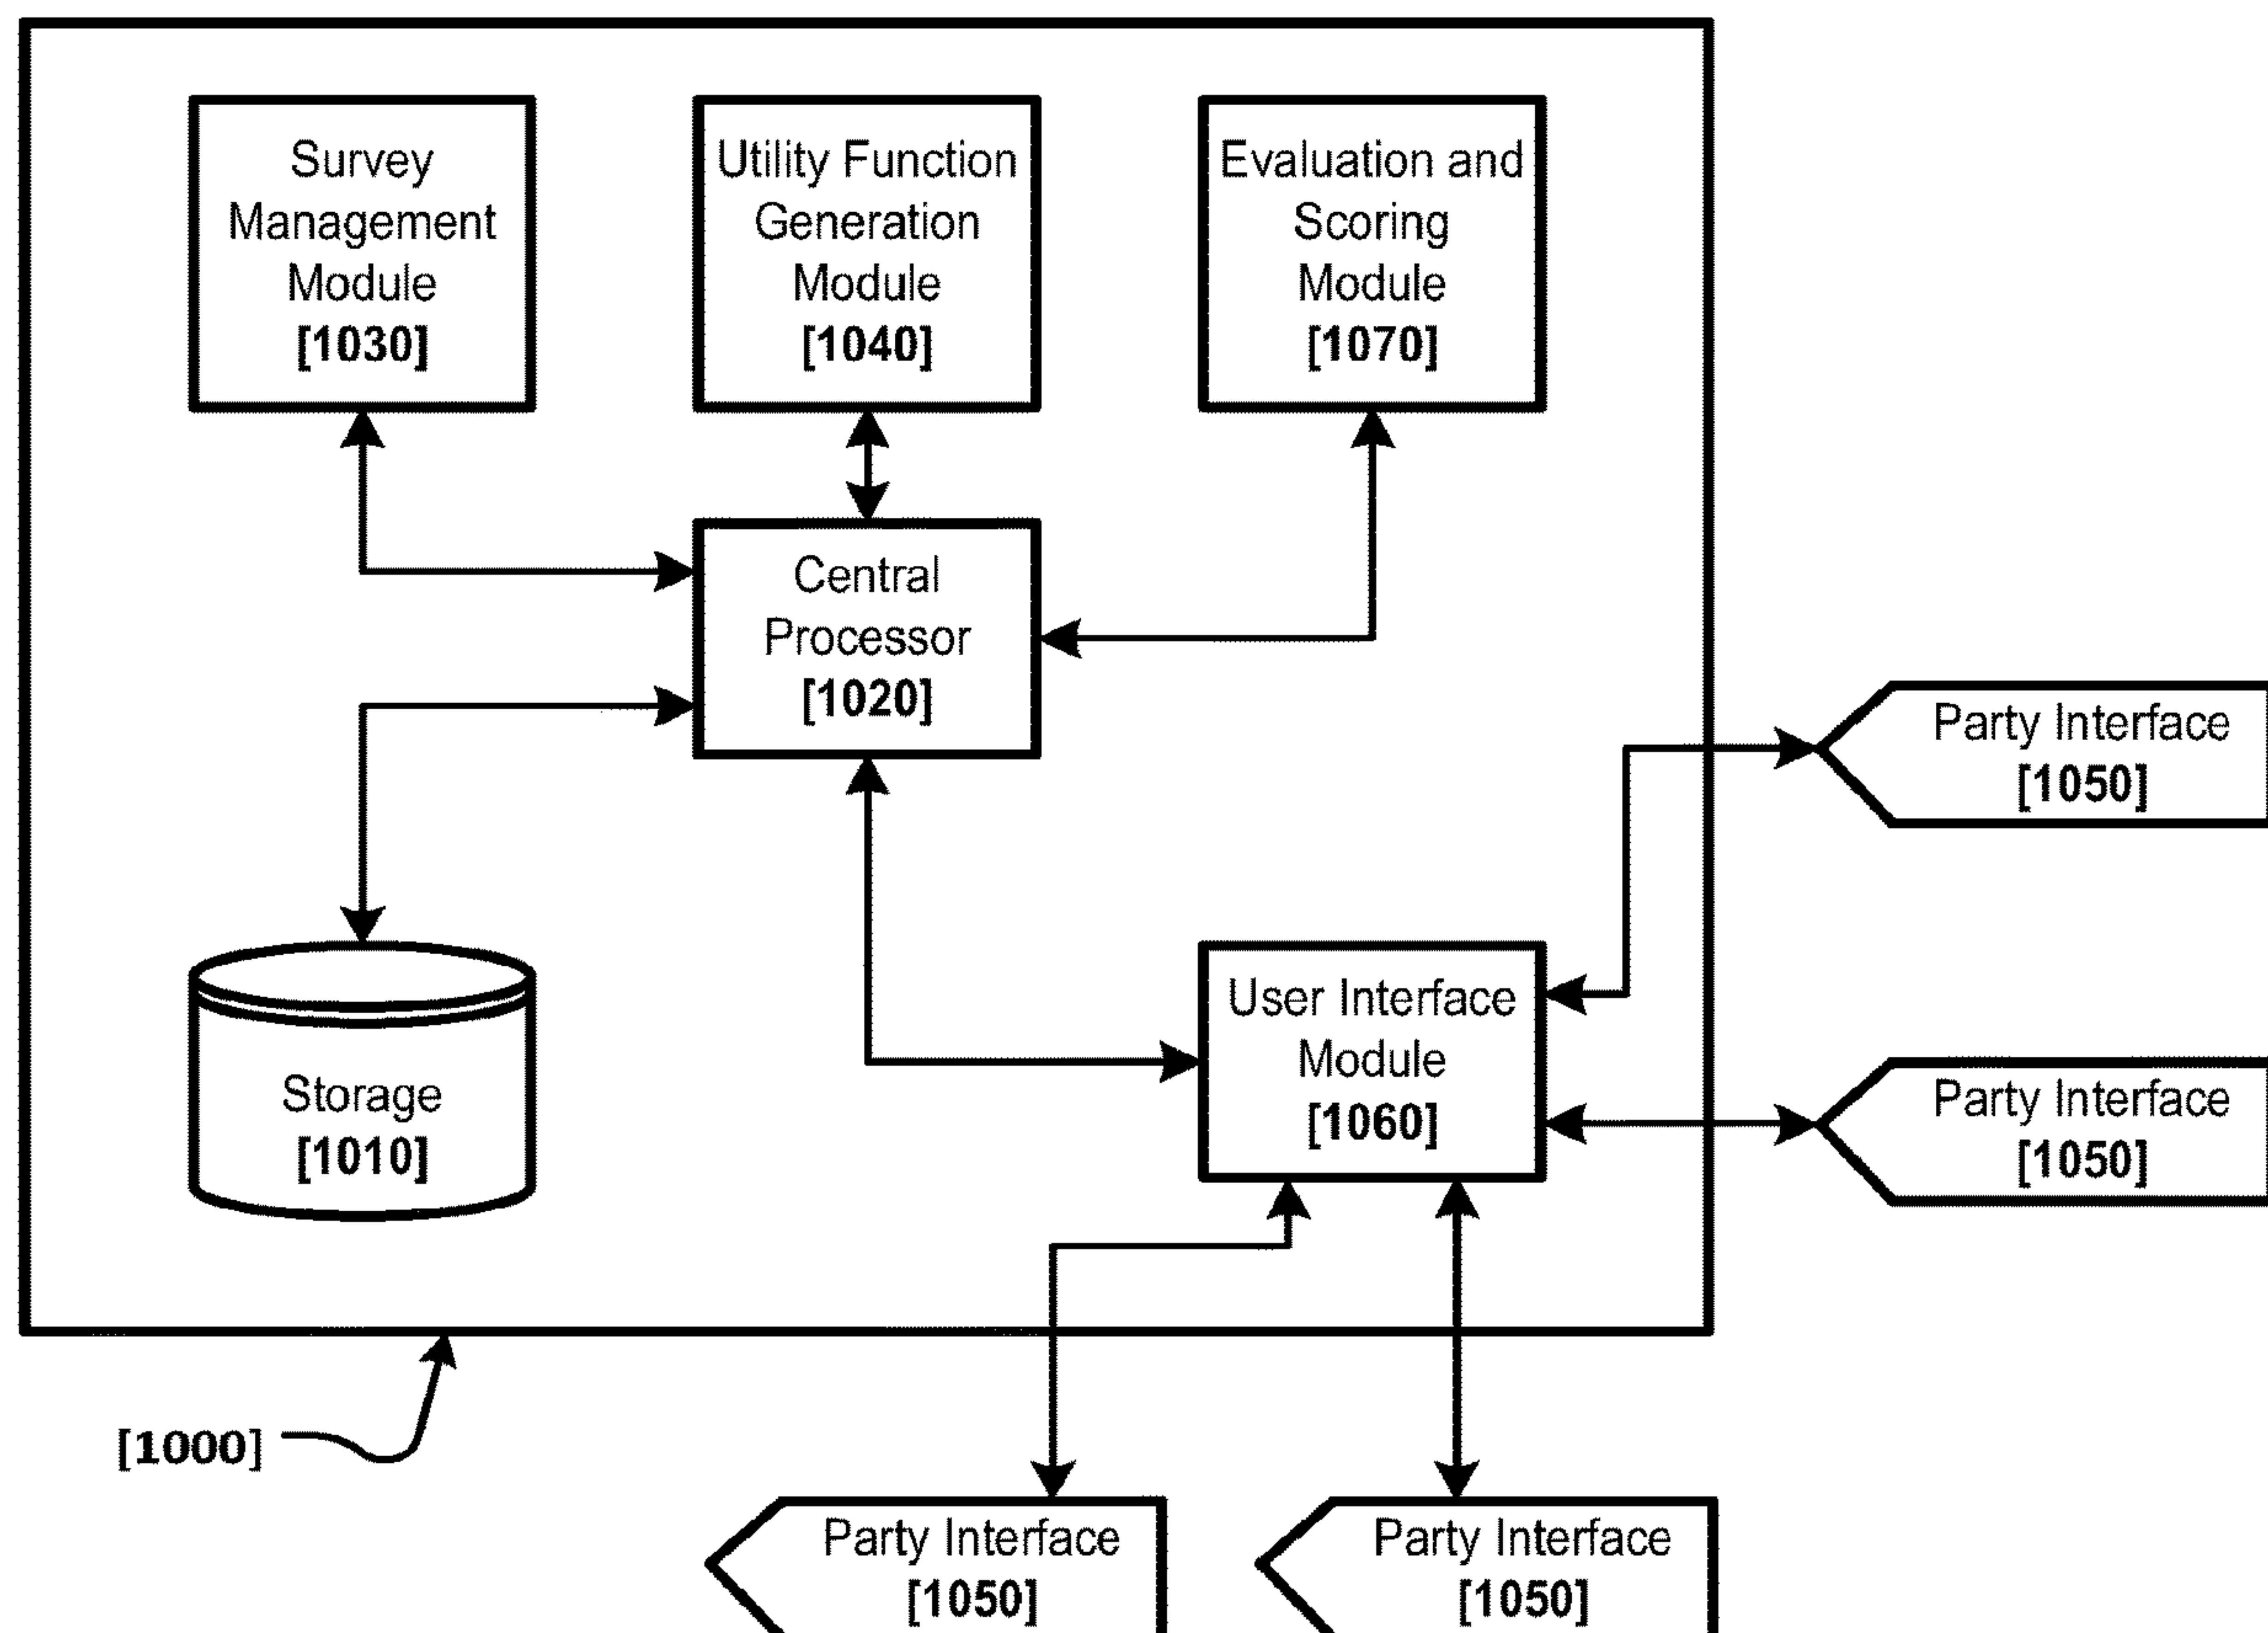 Survey
Management
Module
[1030]
Utility Function
Generation
Module
[1040]
Evaluation and
Scoring
Module
[1070]
Central
Processor
[1020]
Party Interface
[1050]
User Interface
Module
[1060]
Party Interface
[1050]
Storage
[1010]
[1000]
Party Interface
[1050]
Party Interface
[1050]